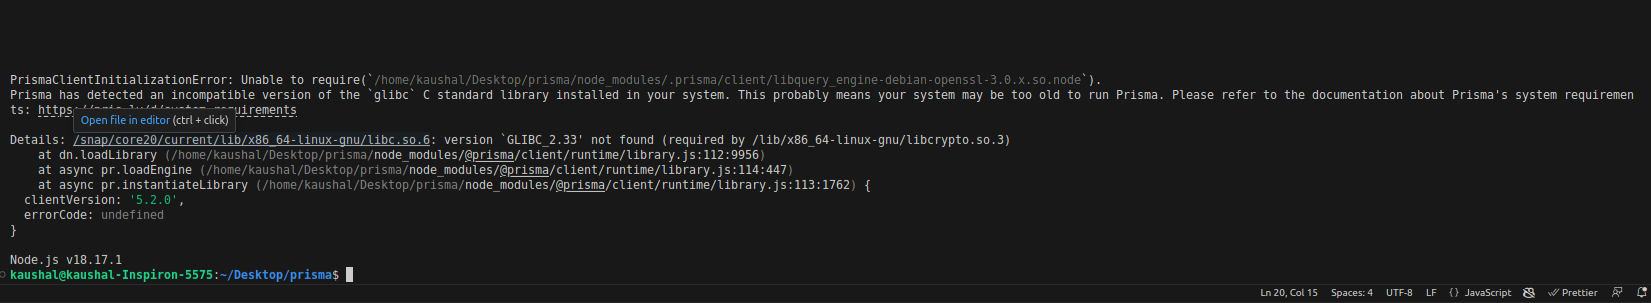 PrismaClientInitializationError: Unable to require(`/home/kaushal/Desktop/prisma/node_modules/.prisma/client/libquery_engine-debian-openssl-3.0.x.so.node`).
Prisma has detected an incompatible version of the `glibc` C standard library installed in your system. This probably means your system may be too old to run Prisma. Please refer to the documentation about Prisma's system requiremen
ts: https://pris.ly/d/system-requirements
Open file in editor (ctrl + click)
Details: /snap/core20/current/lib/x86_64-linux-gnu/libc.so.6: version `GLIBC_2.33' not found (required by /lib/x86_64-linux-gnu/libcrypto.so.3)
at dn.loadLibrary (/home/kaushal/Desktop/prisma/node_modules/@prisma/client/runtime/library.js:112:9956)
at async pr.loadEngine (/home/kaushal/Desktop/prisma/node_modules/@prisma/client/runtime/library.js:114:447)
at async pr.instantiateLibrary (/home/kaushal/Desktop/prisma/node_modules/@prisma/client/runtime/library.js:113:1762) {
clientVersion: '5.2.0',
errorCode: undefined
}
Node.js v18.17.1
kaushal@kaushal-Inspiron-5575:~/Desktop/prisma$
Ln 20, Col 15 Spaces: 4 UTF-8 LF {} JavaScript Prettier